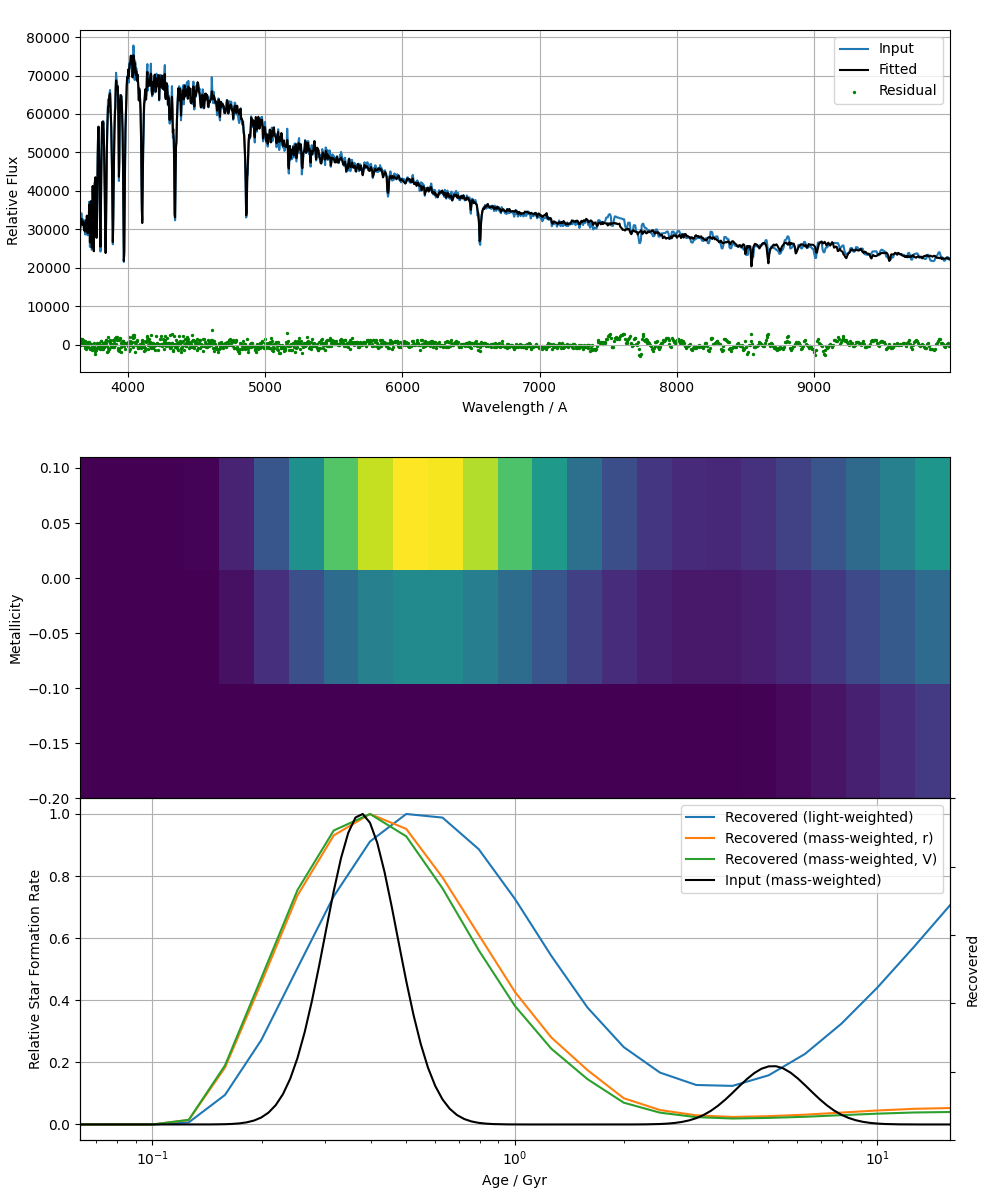 80000
70000
60000
50000
40000
30000
20000
10000
0
Relative Flux
Input
Fitted
Residual
4000
5000
6000
7000
8000
9000
Wavelength / A
0.10
0.05
0.00
−0.05
−0.10
−0.15
−0.20
Metallicity
1.0
0.8
0.6
0.4
0.2
0.0
Relative Star Formation Rate
Recovered (light-weighted)
Recovered (mass-weighted, r)
Recovered (mass-weighted, V)
Input (mass-weighted)
Recovered
10⁻¹
10⁰
10¹
Age / Gyr